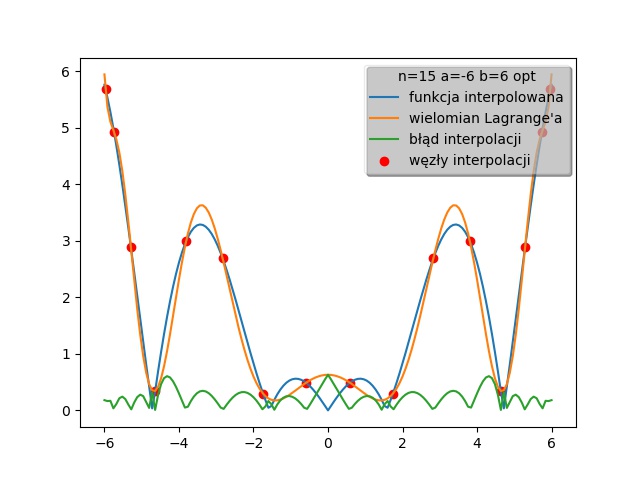 n=15 a=-6 b=6 opt
funkcja interpolowana
wielomian Lagrange'a
błąd interpolacji
węzły interpolacji
6
5
4
3
2
1
0
−6 −4 −2 0 2 4 6